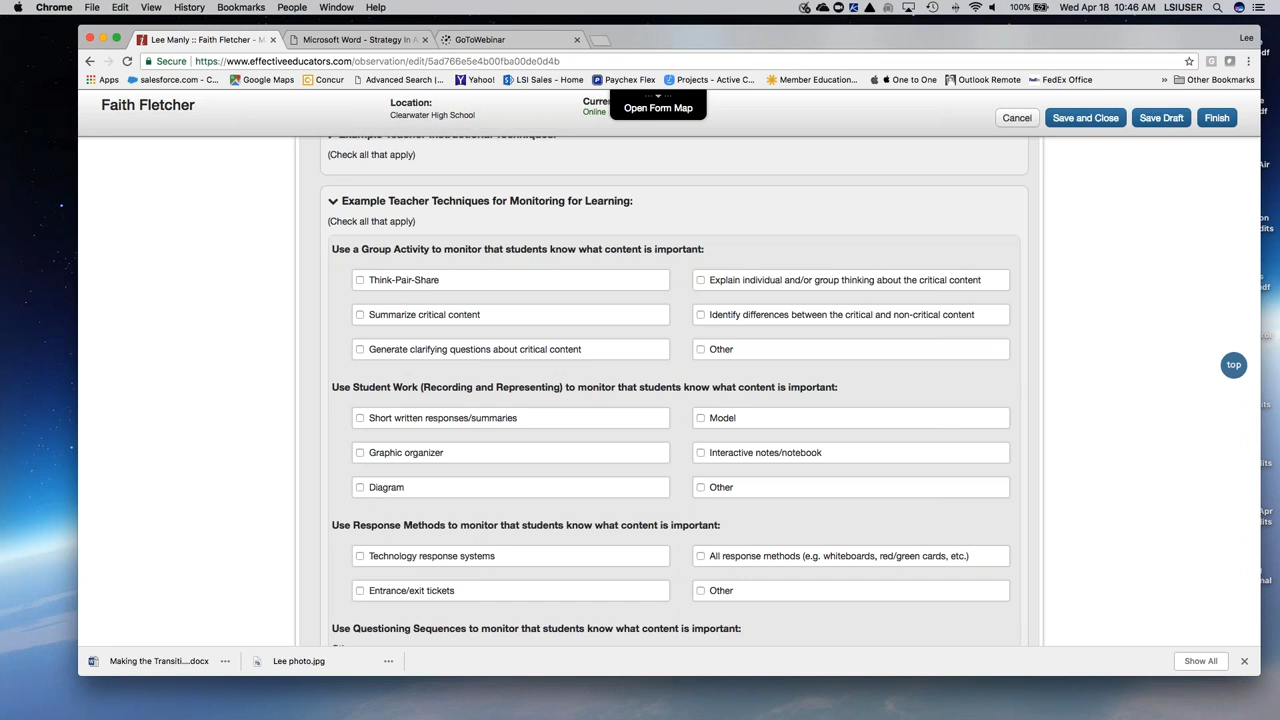 Chrome File Edit View History Bookmarks People Window Help 100% Wed Apr 18 10:46 AM LSIUSER
Lee Manly :: Faith Fletcher - M Microsoft Word - Strategy In A GoToWebinar Lee
Secure https://www.effectiveeducators.com/observation/edit/5ad766e5e4b00fba00de0d4b
Apps salesforce.com - C... Google Maps Concur Advanced Search |... Yahoo! LSI Sales - Home Paychex Flex Projects - Active C... Member Education... One to One Outlook Remote FedEx Office » Other Bookmarks
Faith Fletcher
Location:
Clearwater High School
Curre
Online
Open Form Map
Cancel Save and Close Save Draft Finish
(Check all that apply)
Example Teacher Techniques for Monitoring for Learning:
(Check all that apply)
Use a Group Activity to monitor that students know what content is important:
Think-Pair-Share Explain individual and/or group thinking about the critical content
Summarize critical content Identify differences between the critical and non-critical content
Generate clarifying questions about critical content Other
top
Use Student Work (Recording and Representing) to monitor that students know what content is important:
Short written responses/summaries Model
Graphic organizer Interactive notes/notebook
Diagram Other
Use Response Methods to monitor that students know what content is important:
Technology response systems All response methods (e.g. whiteboards, red/green cards, etc.)
Entrance/exit tickets Other
Use Questioning Sequences to monitor that students know what content is important:
Making the Transiti....docx Lee photo.jpg Show All